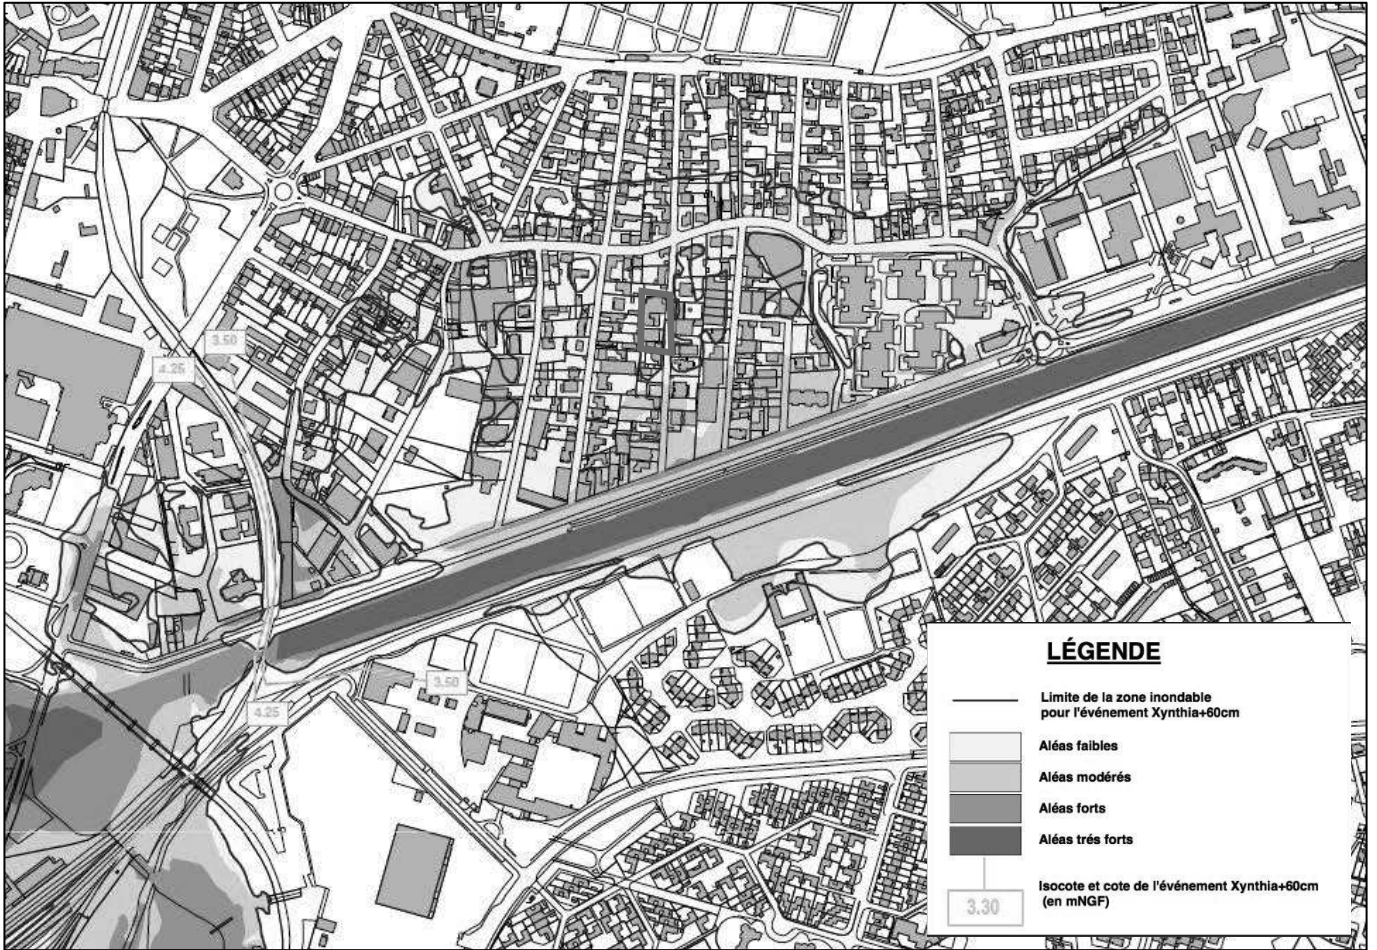 3.50
4.25
3.50
4.25
LÉGENDE
Limite de la zone inondable
pour l'événement Xynthia+60cm
Aléas faibles
Aléas modérés
Aléas forts
Aléas trés forts
3.30
Isocote et cote de l'événement Xynthia+60cm
(en mNGF)